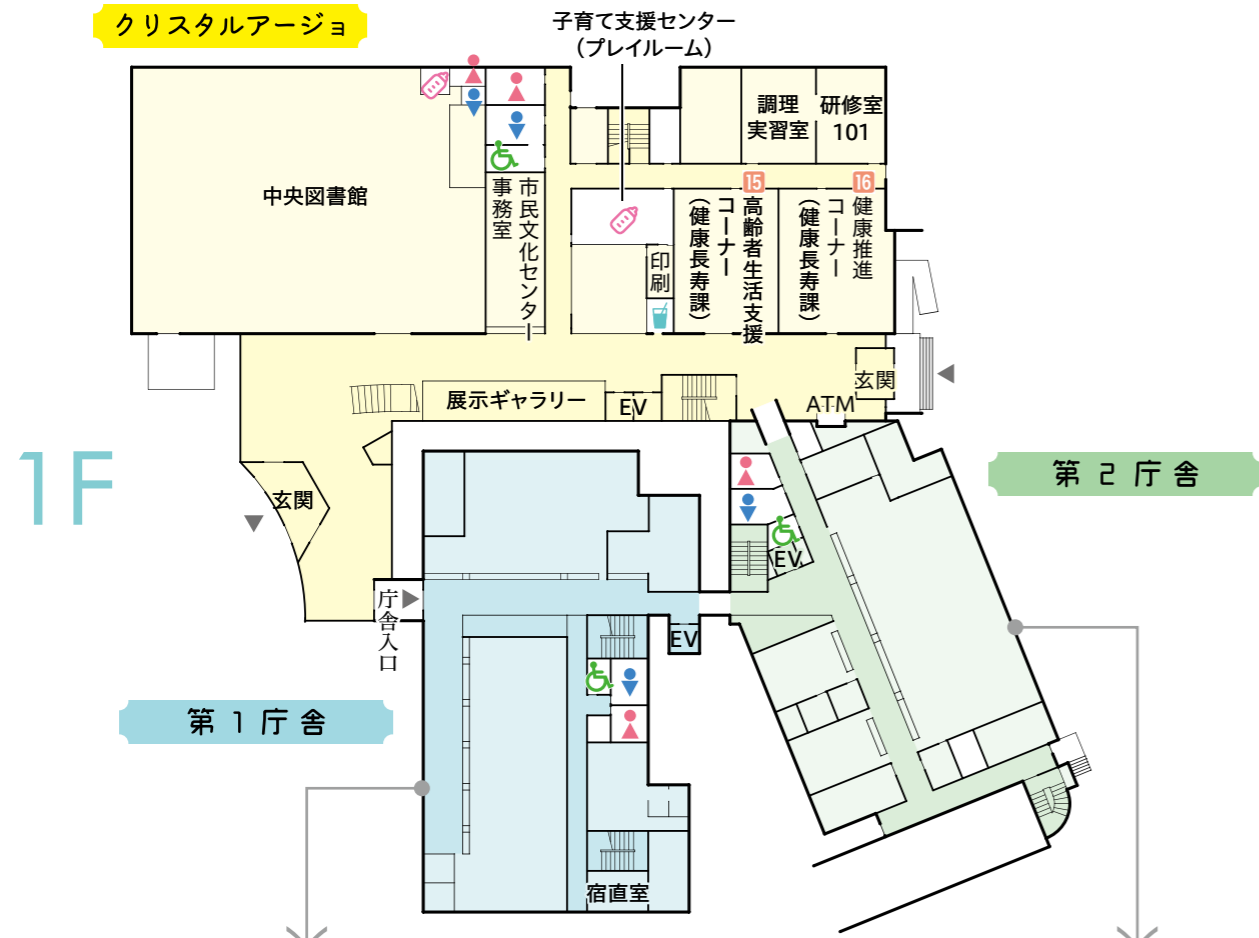 クリスタルアージョ
子育て支援センター
（プレイルーム）
調理
実習室
研修室
101
中央図書館
市民文化センター
事務室
印刷
15
高齢者生活支援
コーナー
（健康長寿課）
16
健康推進
コーナー
（健康長寿課）
玄関
展示ギャラリー
EV
ATM
1F
玄関
第2庁舎
EV
庁舎入口
EV
第1庁舎
宿直室